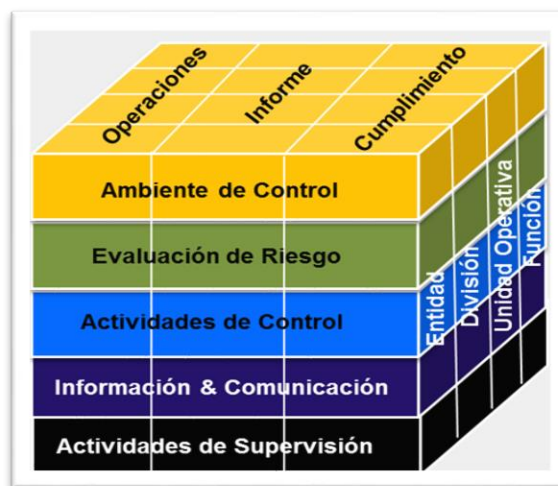 Operaciones
Informe
Cumplimiento
Ambiente de Control
Evaluación de Riesgo
Actividades de Control
Información & Comunicación
Actividades de Supervisión
Entidad
División
Unidad Operativa
Función